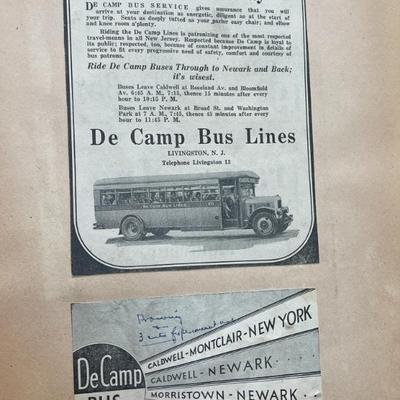 DE CAMP BUS SERVICE gives assurance that you will
arrive at your destination as energetic, diligent as at the start of
your trip. Seats as deeply tufted as your parlor easy chair; and elbow
and knee room a'plenty.
Riding the De Camp Lines is patronizing one of the most respected
travel-means in all New Jersey. Respected because De Camp is loyal to
its public; respected, too, because of constant improvement in details of
service to fit every progressive need of safety, comfort and courtesy of
bus patrons.
Ride De Camp Buses Through to Newark and Back;
it's wisest.
Buses Leave Caldwell at Roseland Av. and Bloomfield
Av. 6:45 A. M., 7:15, thence 15 minutes after every
hour to 10:15 P. M.
Buses Leave Newark at Broad St. and Washington
Park at 7 A. M., 7:45, thence 45 minutes after every
hour to 11:45 P. M.
De Camp Bus Lines
LIVINGSTON, N. J.
Telephone Livingston 13
DE CAMP BUS LINES
3
DeCamp
BUS
CALDWELL-MONTCLAIR-NEW YORK
CALDWELL-NEWARK
MORRISTOWN-NEWARK